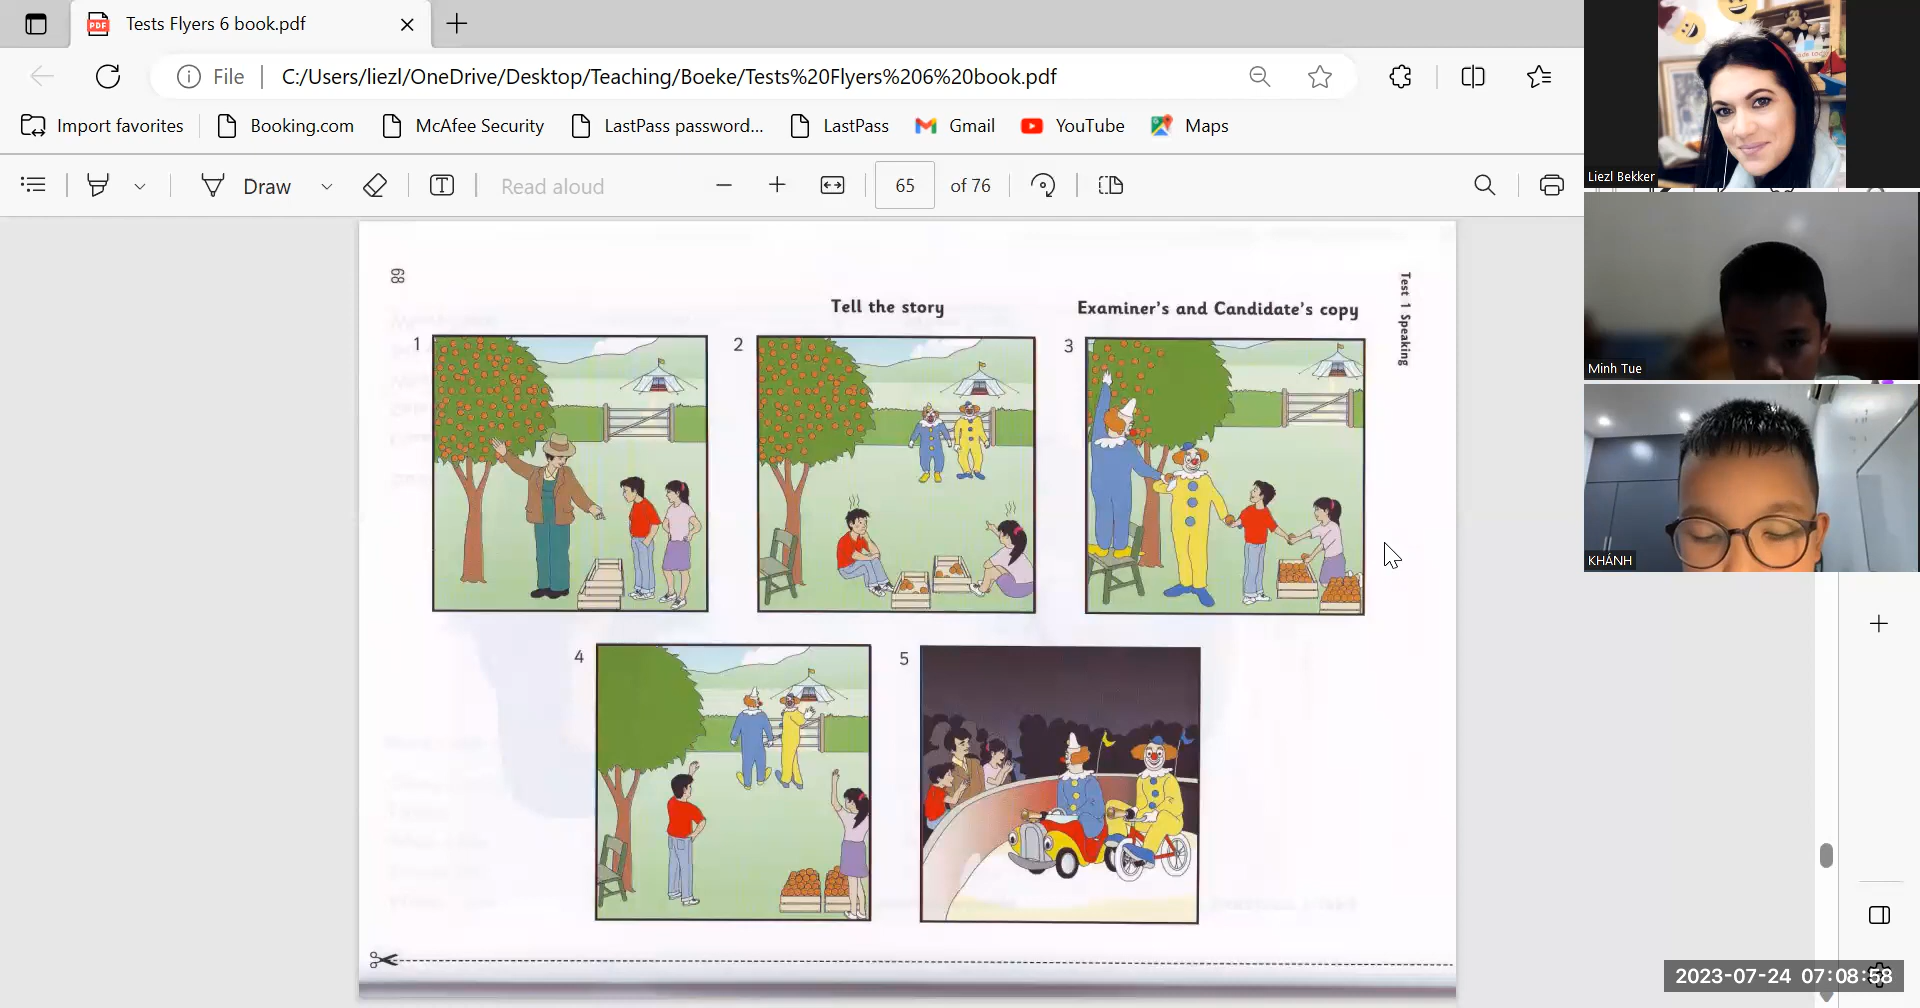 Tests Flyers 6 book.pdf
File
C:/Users/liezl/OneDrive/Desktop/Teaching/Boeke/Tests%20Flyers%206%20book.pdf
Import favorites
Booking.com
McAfee Security
LastPass password...
LastPass
Gmail
YouTube
Maps
Draw
Read aloud
65 of 76
68
Tell the story
Examiner's and Candidate's copy
Test 1 Speaking
1
2
3
4
5
Liezl Bekker
Minh Tue
KHÁNH
2023-07-24 07:08:58